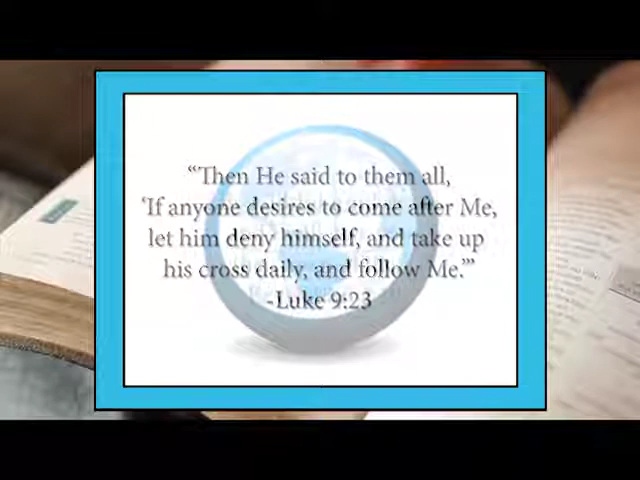 “Then He said to them all,
‘If anyone desires to come after Me,
let him deny himself, and take up
his cross daily, and follow Me.’”
-Luke 9:23